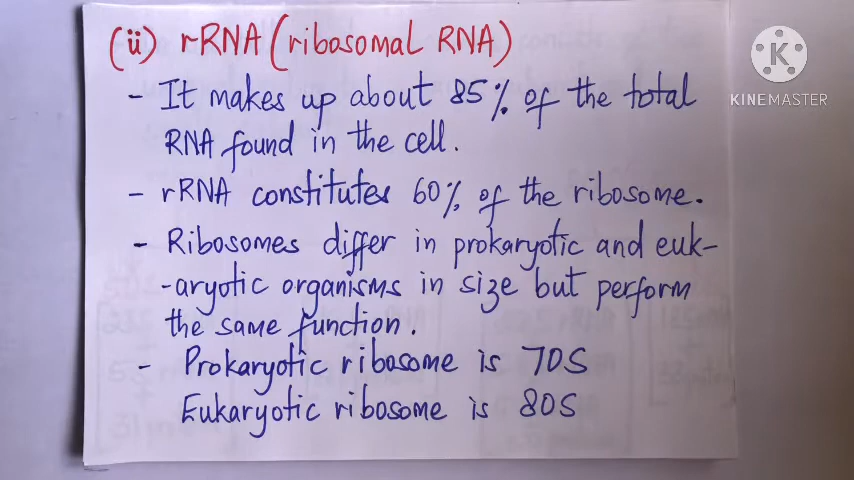 (ii) rRNA (ribosomal RNA)
KINEMASTER
- It makes up about 85% of the total
RNA found in the cell.
- rRNA constitutes 60% of the ribosome.
- Ribosomes differ in prokaryotic and euk-
-aryotic organisms in size but perform
the same function.
- Prokaryotic ribosome is 70S
Eukaryotic ribosome is 80S